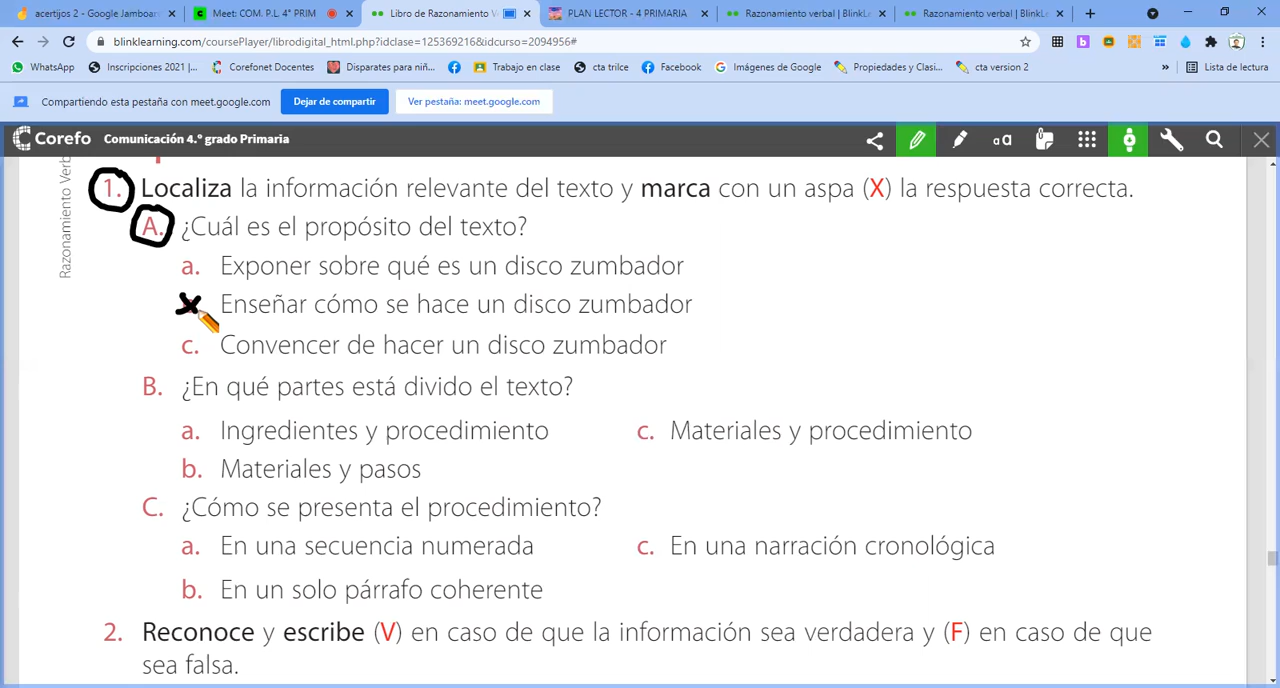 acertijos 2 - Google Jamboard
Meet: COM. P.L. 4° PRIM
Libro de Razonamiento V
PLAN LECTOR - 4 PRIMARIA
Razonamiento verbal | BlinkLe
Razonamiento verbal | BlinkLe
blinklearning.com/coursePlayer/librodigital_html.php?idclase=125369216&idcurso=2094956#
WhatsApp
Inscripciones 2021 |...
Corefonet Docentes
Disparates para niñ...
Trabajo en clase
cta trilce
Facebook
Imágenes de Google
Propiedades y Clasi...
cta version 2
»
Lista de lectura
Compartiendo esta pestaña con meet.google.com
Dejar de compartir
Ver pestaña: meet.google.com
Corefo
Comunicación 4.° grado Primaria
aA
Razonamiento Verb
1. Localiza la información relevante del texto y marca con un aspa (X) la respuesta correcta.
A. ¿Cuál es el propósito del texto?
a. Exponer sobre qué es un disco zumbador
Enseñar cómo se hace un disco zumbador
c. Convencer de hacer un disco zumbador
B. ¿En qué partes está divido el texto?
a. Ingredientes y procedimiento
c. Materiales y procedimiento
b. Materiales y pasos
C. ¿Cómo se presenta el procedimiento?
a. En una secuencia numerada
c. En una narración cronológica
b. En un solo párrafo coherente
2. Reconoce y escribe (V) en caso de que la información sea verdadera y (F) en caso de que
sea falsa.